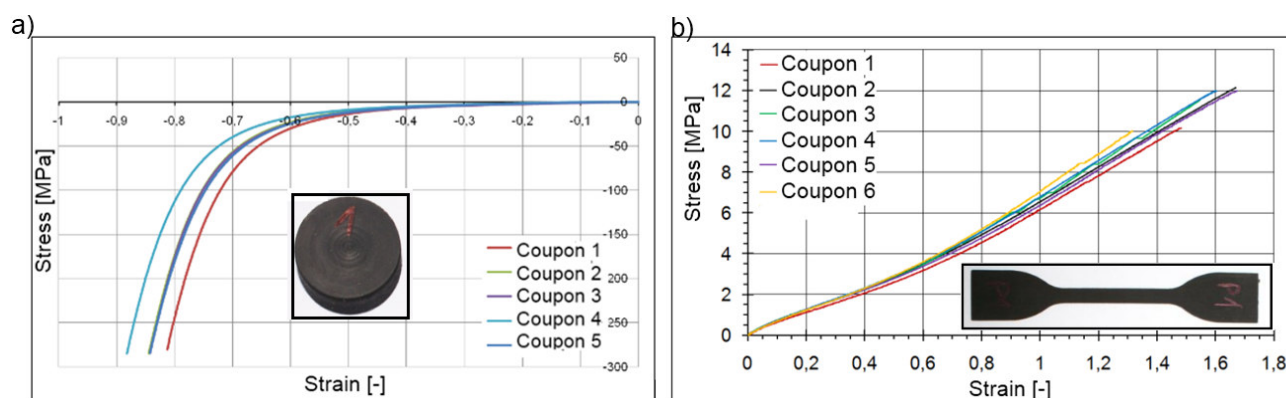 a)
50
0
-50
-100
-150
-200
-250
-300
-1
-0,9
-0,8
-0,7
-0,6
-0,5
-0,4
-0,3
-0,2
-0,1
0
Stress [MPa]
Strain [-]
1
Coupon 1
Coupon 2
Coupon 3
Coupon 4
Coupon 5
b)
14
12
10
8
6
4
2
0
0
0,2
0,4
0,6
0,8
1
1,2
1,4
1,6
1,8
Stress [MPa]
Strain [-]
Coupon 1
Coupon 2
Coupon 3
Coupon 4
Coupon 5
Coupon 6
P1